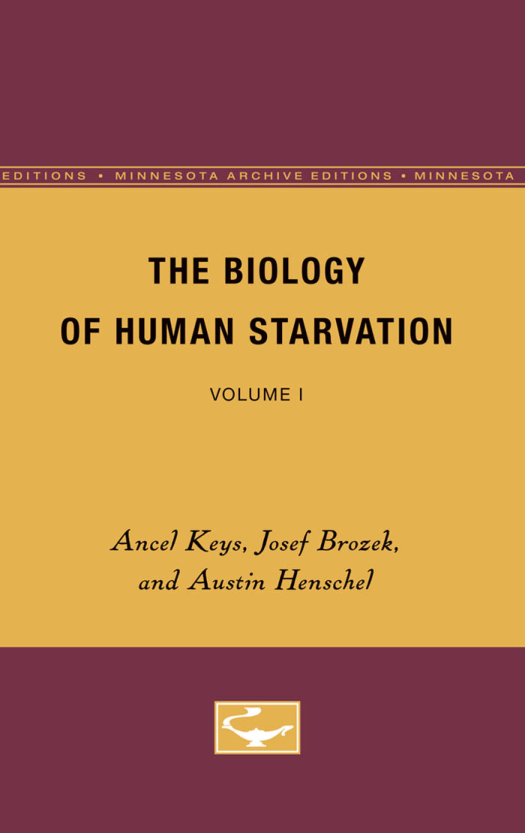 EDITIONS • MINNESOTA ARCHIVE EDITIONS • MINNESOTA
THE BIOLOGY
OF HUMAN STARVATION
VOLUME I
Ancel Keys, Josef Brozek,
and Austin Henschel